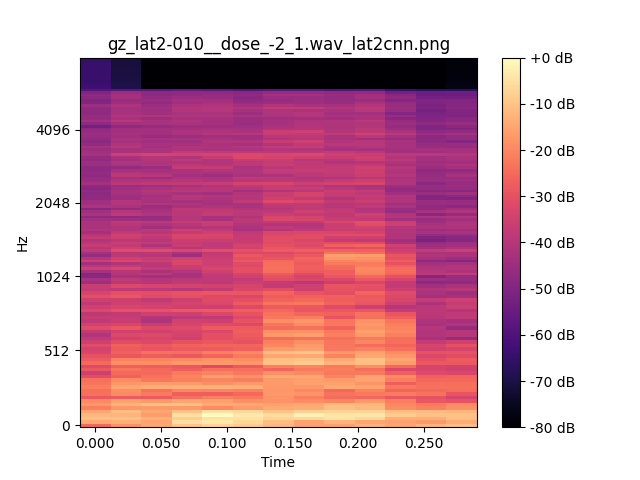 gz_lat2-010__dose_-2_1.wav_lat2cnn.png
Hz
4096
2048
1024
512
0
0.000 0.050 0.100 0.150 0.200 0.250
Time
+0 dB
-10 dB
-20 dB
-30 dB
-40 dB
-50 dB
-60 dB
-70 dB
-80 dB